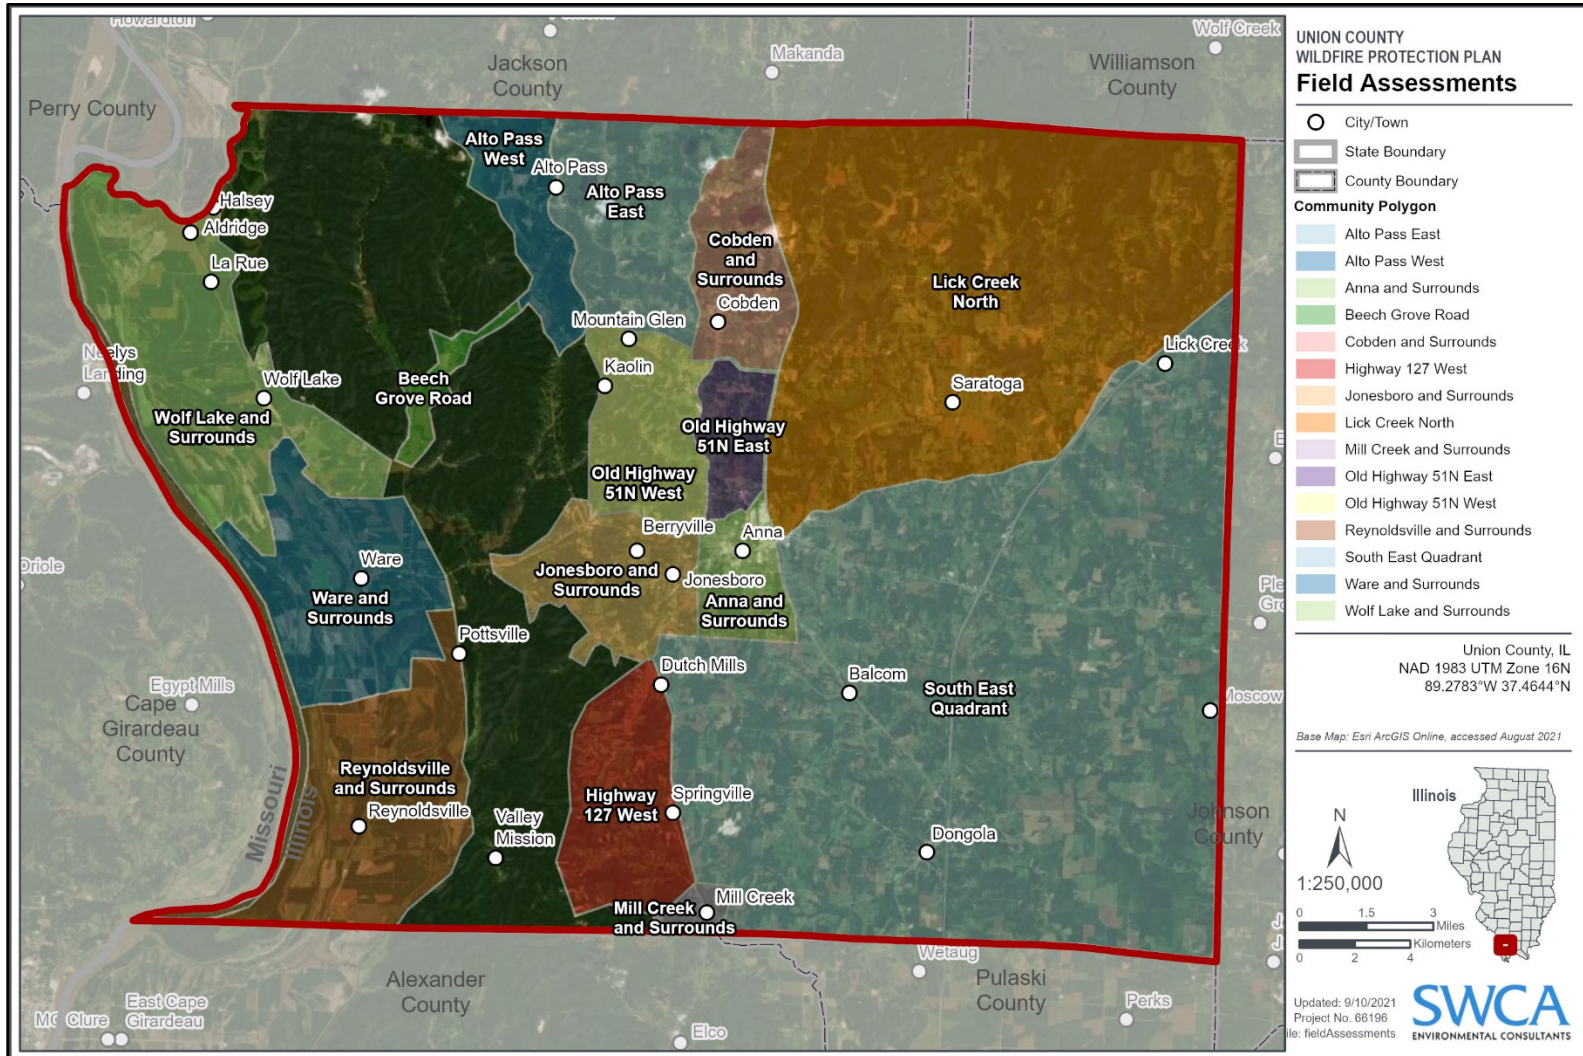 Howardton
Wolf Creek
Makanda
Jackson
County
Williamson
County
Perry County
Alto Pass
West
Alto Pass
Alto Pass
East
Halsey
Aldridge
La Rue
Cobden
and
Surrounds
Cobden
Lick Creek
North
Mountain Glen
Kaolin
Lick Creek
Neelys
Landing
Wolf Lake
Beech
Grove Road
Saratoga
Wolf Lake and
Surrounds
Old Highway
51N East
Old Highway
51N West
Berryville
Anna
Oriole
Ware
Ware and
Surrounds
Jonesboro and
Surrounds
Jonesboro
Anna and
Surrounds
Pottsville
Dutch Mills
Balcom
South East
Quadrant
Moscow
Egypt Mills
Cape
Girardeau
County
Missouri
Illinois
Reynoldsville
and Surrounds
Reynoldsville
Highway
127 West
Springville
Valley
Mission
Dongola
Johnson
County
Mill Creek
Mill Creek
and Surrounds
Wetaug
Alexander
County
Pulaski
County
East Cape
Girardeau
MC Clure
Elco
Perks
UNION COUNTY
WILDFIRE PROTECTION PLAN
Field Assessments
City/Town
State Boundary
County Boundary
Community Polygon
Alto Pass East
Alto Pass West
Anna and Surrounds
Beech Grove Road
Cobden and Surrounds
Highway 127 West
Jonesboro and Surrounds
Lick Creek North
Mill Creek and Surrounds
Old Highway 51N East
Old Highway 51N West
Reynoldsville and Surrounds
South East Quadrant
Ware and Surrounds
Wolf Lake and Surrounds
Union County, IL
NAD 1983 UTM Zone 16N
89.2783°W 37.4644°N
Base Map: Esri ArcGIS Online, accessed August 2021
Illinois
N
1:250,000
0 1.5 3
Miles
Kilometers
0 2 4
Updated: 9/10/2021
Project No. 66196
ile: fieldAssessments
SWCA
ENVIRONMENTAL CONSULTANTS